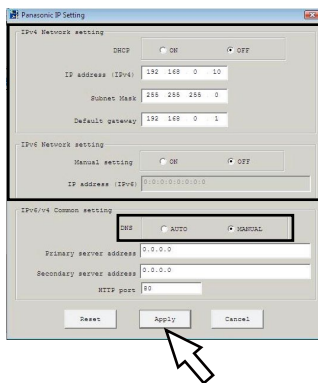 Panasonic IP Setting
IPv4 Network setting
DHCP ON OFF
IP address (IPv4) 192 168 0 10
Subnet Mask 255 255 255 0
Default gateway 192 168 0 1
IPv6 Network setting
Manual setting ON OFF
IP address (IPv6) 0:0:0:0:0:0:0:0
IPv6/v4 Common setting
DNS AUTO MANUAL
Primary server address 0.0.0.0
Secondary server address 0.0.0.0
HTTP port 80
Reset Apply Cancel